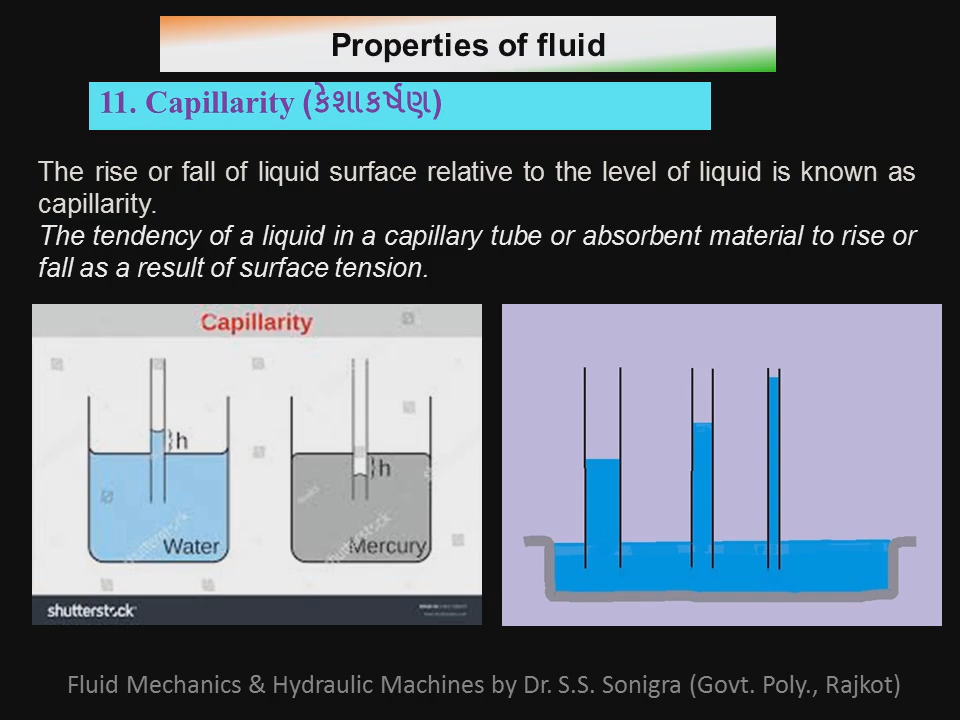 Properties of fluid
11. Capillarity (કેશાકર્ષણ)
The rise or fall of liquid surface relative to the level of liquid is known as
capillarity.
The tendency of a liquid in a capillary tube or absorbent material to rise or
fall as a result of surface tension.
Capillarity
h
h
Water
Mercury
shutterstock
Fluid Mechanics & Hydraulic Machines by Dr. S.S. Sonigra (Govt. Poly., Rajkot)